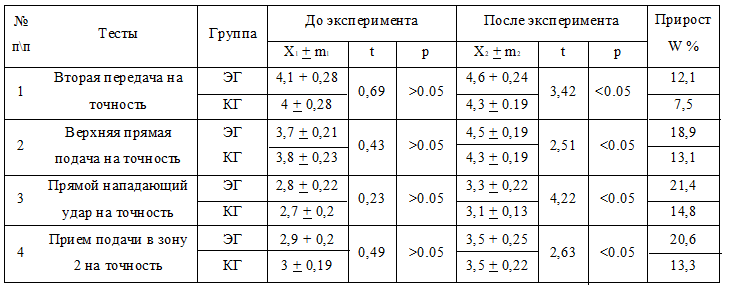 № п\п Тесты Группа До эксперимента После эксперимента Прирост W %
X₁ ± m₁ t p X₂ ± m₂ t p
1 Вторая передача на точность ЭГ 4,1 + 0,28 0,69 >0.05 4,6 + 0,24 3,42 <0.05 12,1
КГ 4 ± 0,28 4,3 ± 0,19 7,5
2 Верхняя прямая подача на точность ЭГ 3,7 ± 0,21 0,43 >0.05 4,5 ± 0,19 2,51 <0.05 18,9
КГ 3,8 ± 0,23 4,3 ± 0,19 13,1
3 Прямой нападающий удар на точность ЭГ 2,8 ± 0,22 0,23 >0.05 3,3 ± 0,22 4,22 <0.05 21,4
КГ 2,7 ± 0,2 3,1 ± 0,13 14,8
4 Прием подачи в зону 2 на точность ЭГ 2,9 + 0,2 0,49 >0.05 3,5 + 0,25 2,63 <0.05 20,6
КГ 3 ± 0,19 3,5 ± 0,22 13,3